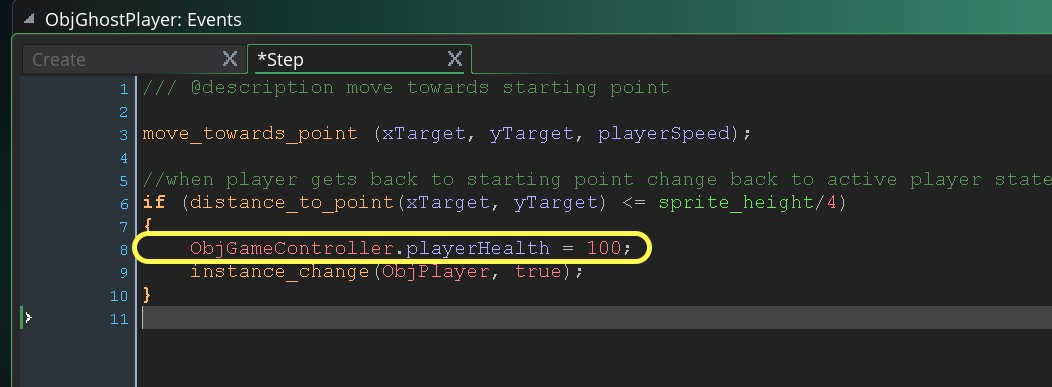 ObjGhostPlayer: Events
Create
*Step
1 /// @description move towards starting point
2
3 move_towards_point (xTarget, yTarget, playerSpeed);
4
5 //when player gets back to starting point change back to active player state
6 if (distance_to_point(xTarget, yTarget) <= sprite_height/4)
7 {
8 ObjGameController.playerHealth = 100;
9 instance_change(ObjPlayer, true);
10 }
11